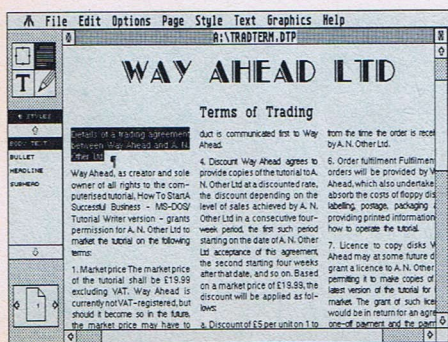 File Edit Options Page Style Text Graphics Help
A:\TRADTERM.DTP
WAY AHEAD LTD
Terms of Trading
¶ STYLES
BODY TEXT
BULLET
HEADLINE
SUBHEAD
Details of a trading agreement
between Way Ahead and A. N.
Other Ltd ¶
Way Ahead, as creator and sole
owner of all rights to the com-
puterised tutorial, How To StartA
Sucessful Business - MS-DOS/
Tutorial Writer version - grants
permission for A. N. Other Ltd to
market the tutorial on the following
terms:
1. Market price The market price
of the tutorial shall be £19.99
excluding VAT. Way Ahead is
currently not VAT-registered, but
should it become so in the future,
the market price may have to
duct is communicated first to Way
Ahead.
4. Discount Way Ahead agrees to
provide copies of the tutorial to A.
N. Other Ltd at a discounted rate,
the discount depending on the
level of sales achieved by A. N.
Other Ltd in a consecutive four-
week period, the first such period
starting on the date of A. N. Other
Ltd acceptance of this agreement,
the second starting four weeks
after that date, and so on. Based
on a market price of £19.99, the
discount will be applied as fol-
lows:
a. Discount of £5 per unit on 1 to
from the time the order is recei
by A. N. Other Ltd.
6. Order fulfilment Fulfilment
orders will be provided by W
Ahead, which also undertakes
absorb the costs of floppy dis
labelling, postage, packaging a
providing printed information
how to operate the tutorial.
7. Licence to copy disks W
Ahead may at some future d
grant a licence to A. N. Other
permitting it to make copies of
latest version of the tutorial for
market. The grant of such lice
would be in return for an agre
one-off payment and the paym